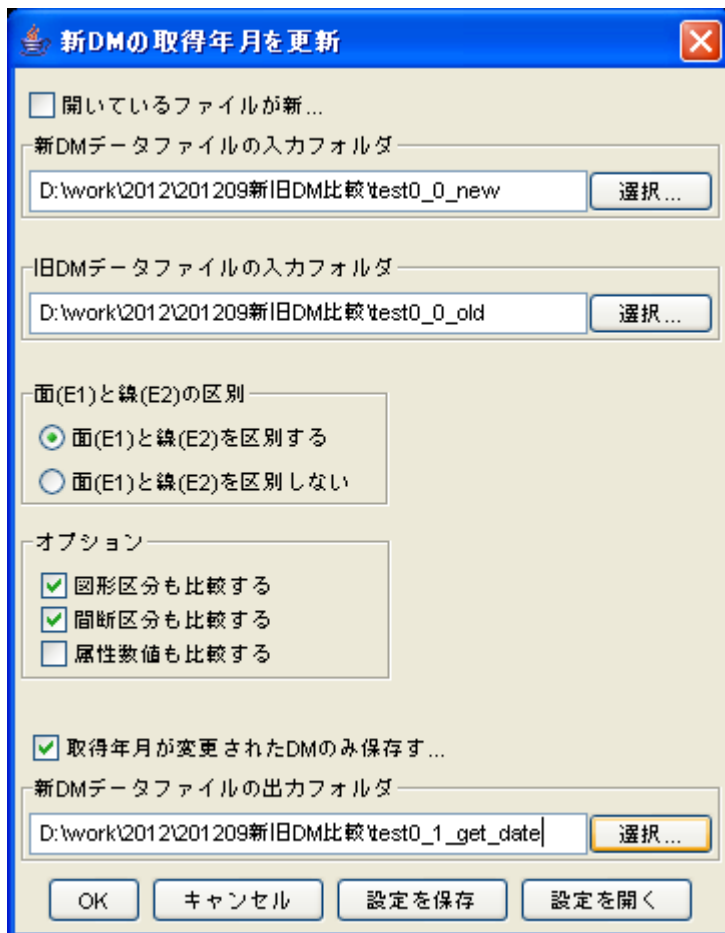 新DMの取得年月を更新
開いているファイルが新...
新DMデータファイルの入力フォルダ
D:\work\2012\201209新旧DM比較\test0_0_new
選択...
旧DMデータファイルの入力フォルダ
D:\work\2012\201209新旧DM比較\test0_0_old
選択...
面(E1)と線(E2)の区別
面(E1)と線(E2)を区別する
面(E1)と線(E2)を区別しない
オプション
図形区分も比較する
間断区分も比較する
属性数値も比較する
取得年月が変更されたDMのみ保存す...
新DMデータファイルの出力フォルダ
D:\work\2012\201209新旧DM比較\test0_1_get_date
選択...
OK キャンセル 設定を保存 設定を開く